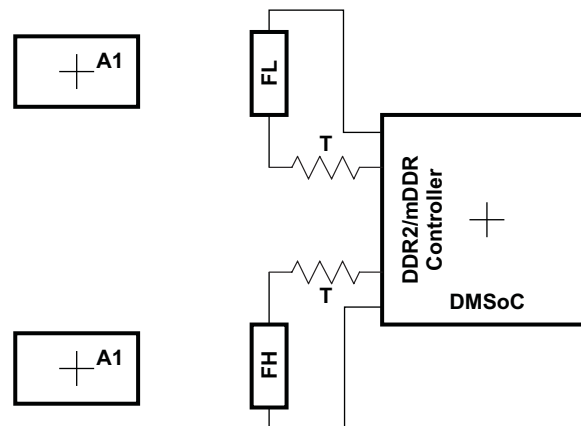 A1
FL
T
DDR2/mDDR
Controller
DMSoC
T
A1
FH